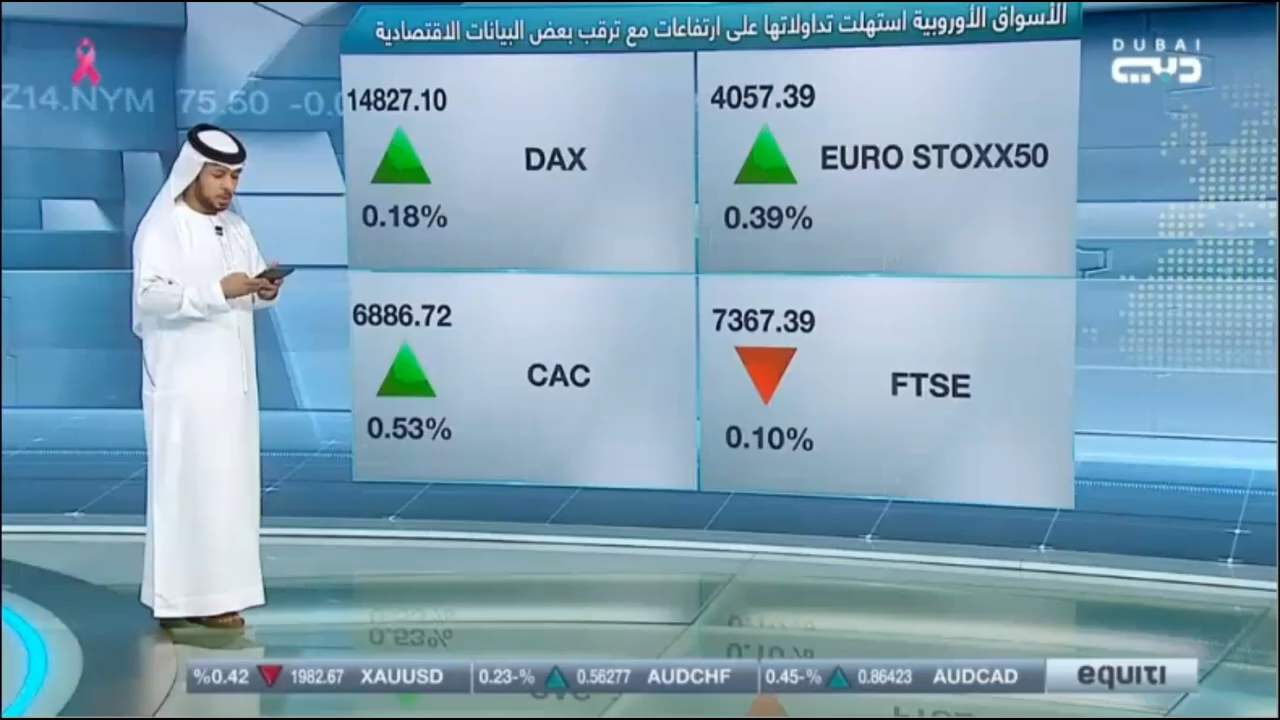 الأسواق الأوروبية استهلت تداولاتها على ارتفاعات مع ترقب بعض البيانات الاقتصادية
DUBAI
دبي
Z14.NYM 75.50 -0.0
14827.10
DAX
0.18%
4057.39
EURO STOXX50
0.39%
6886.72
CAC
0.53%
7367.39
FTSE
0.10%
%0.42 1982.67 XAUUSD 0.23-% 0.56277 AUDCHF 0.45-% 0.86423 AUDCAD equiti